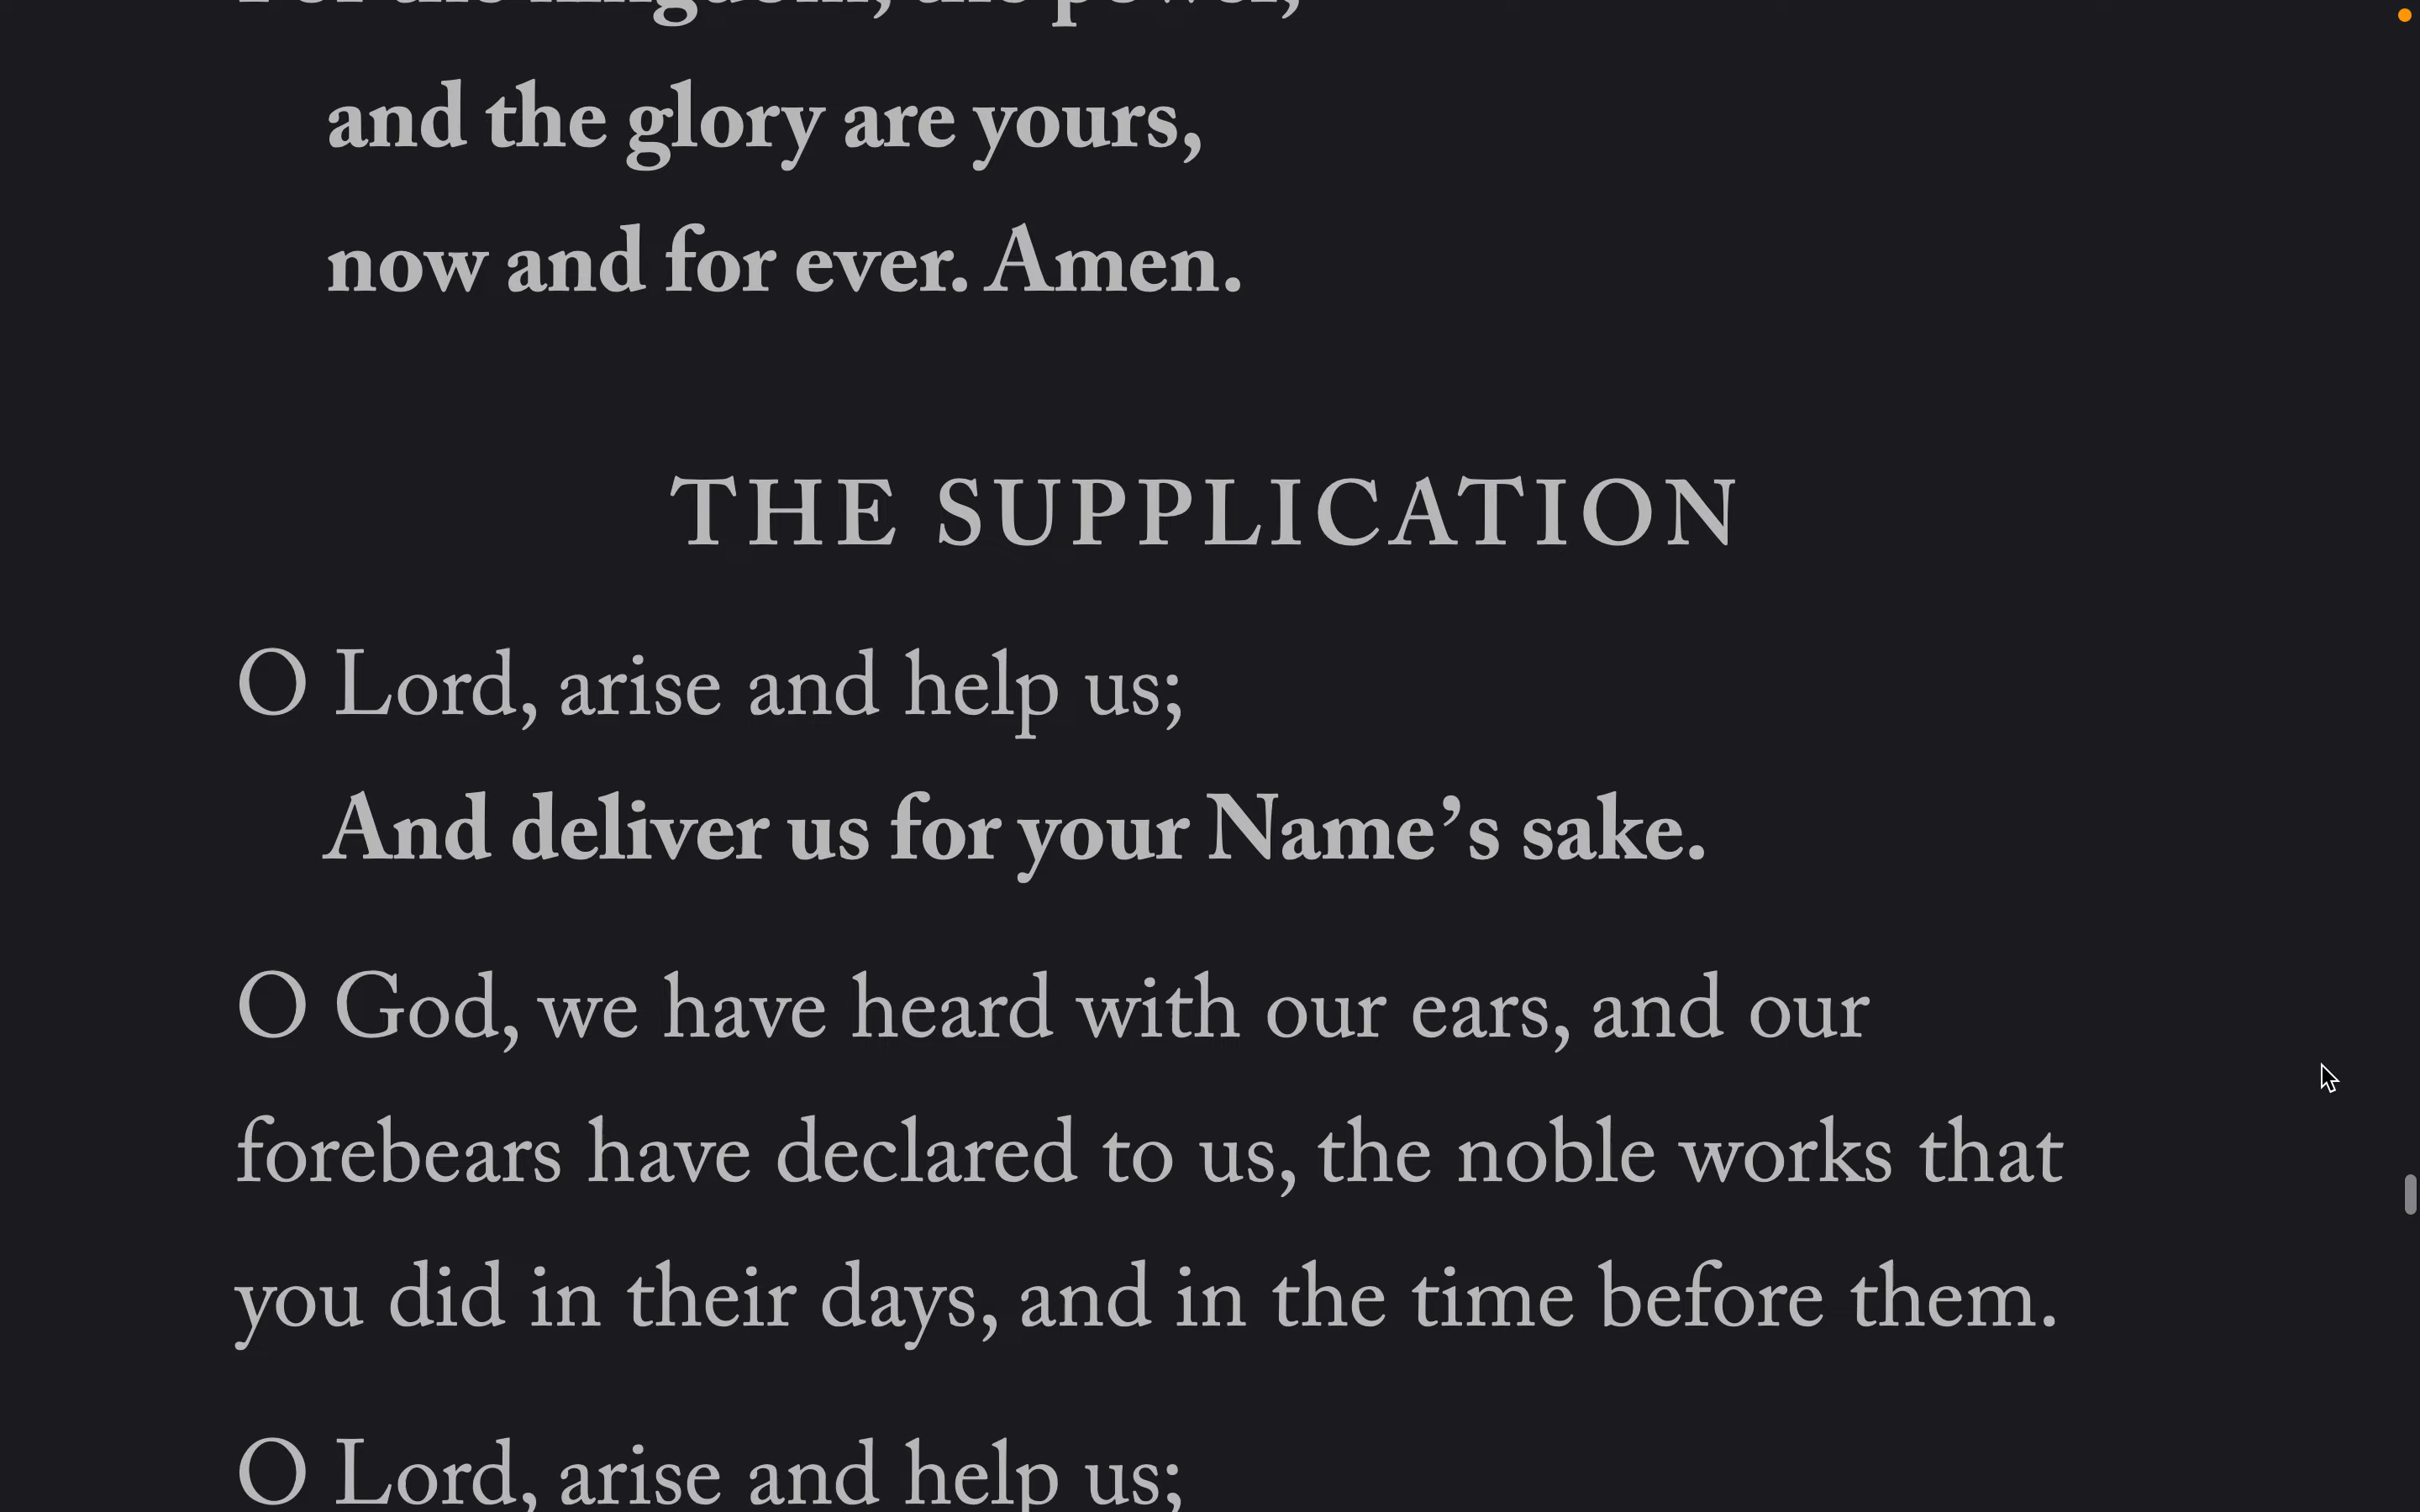 and the glory are yours,
now and for ever. Amen.
THE SUPPLICATION
O Lord, arise and help us;
And deliver us for your Name’s sake.
O God, we have heard with our ears, and our
forebears have declared to us, the noble works that
you did in their days, and in the time before them.
O Lord, arise and help us;